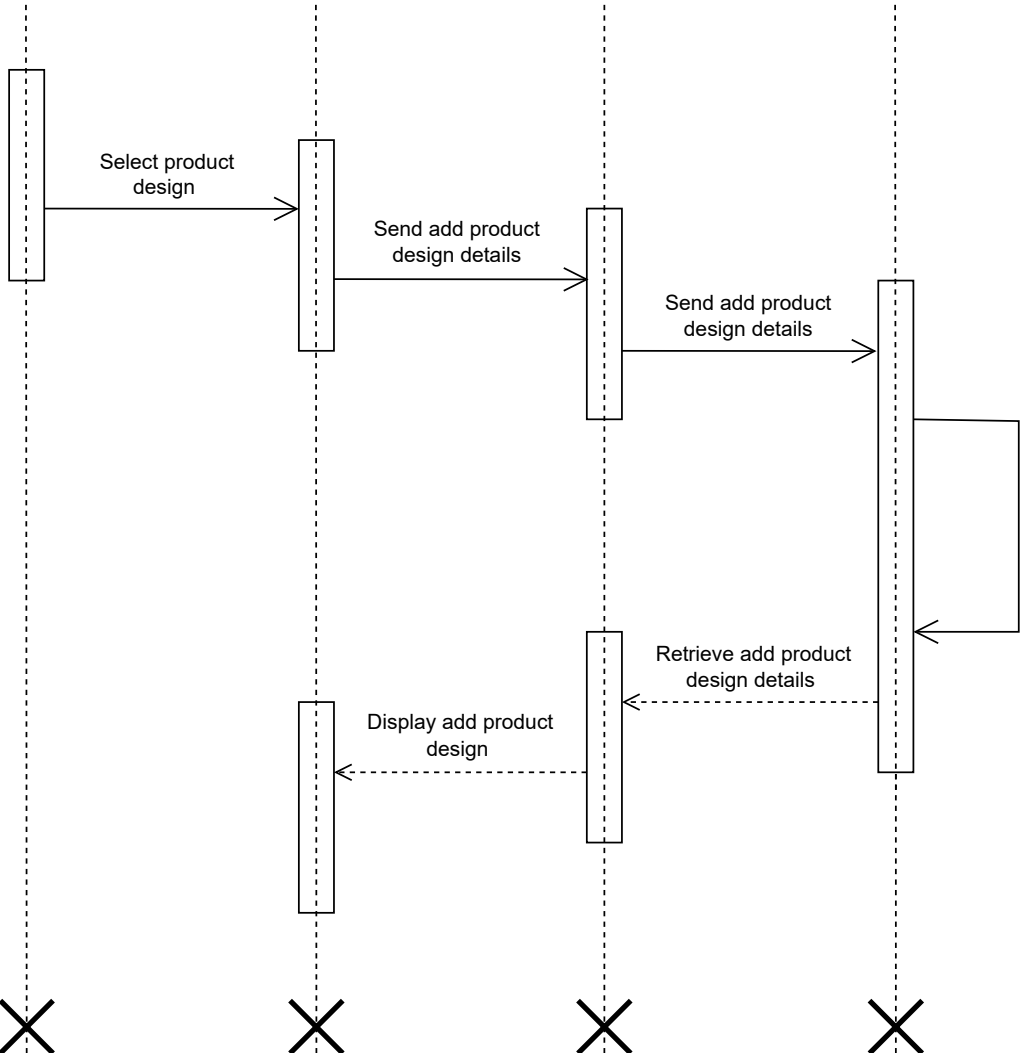 Select product
design
Send add product
design details
Send add product
design details
Retrieve add product
design details
Display add product
design